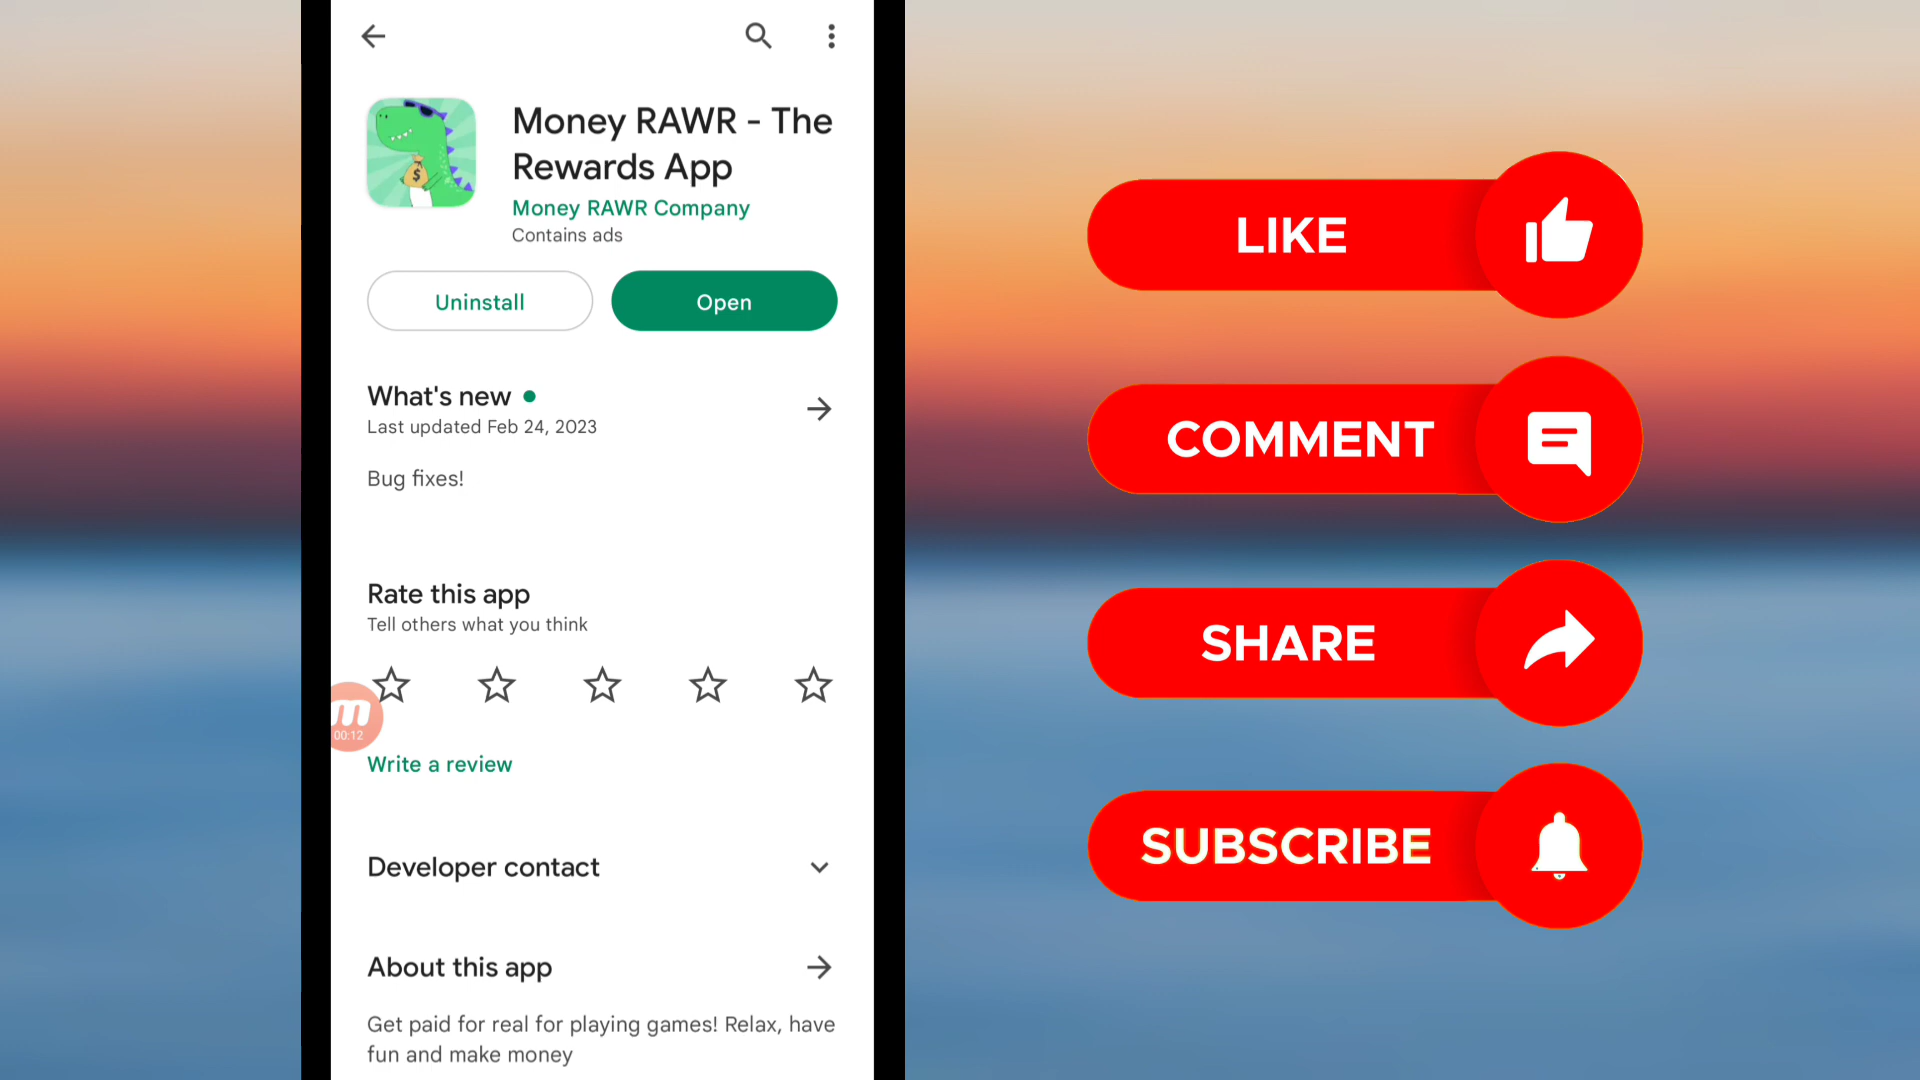 Money RAWR - The
Rewards App
Money RAWR Company
Contains ads
Uninstall
Open
What's new
Last updated Feb 24, 2023
Bug fixes!
Rate this app
Tell others what you think
m
00:12
Write a review
Developer contact
About this app
Get paid for real for playing games! Relax, have
fun and make money
LIKE
COMMENT
SHARE
SUBSCRIBE